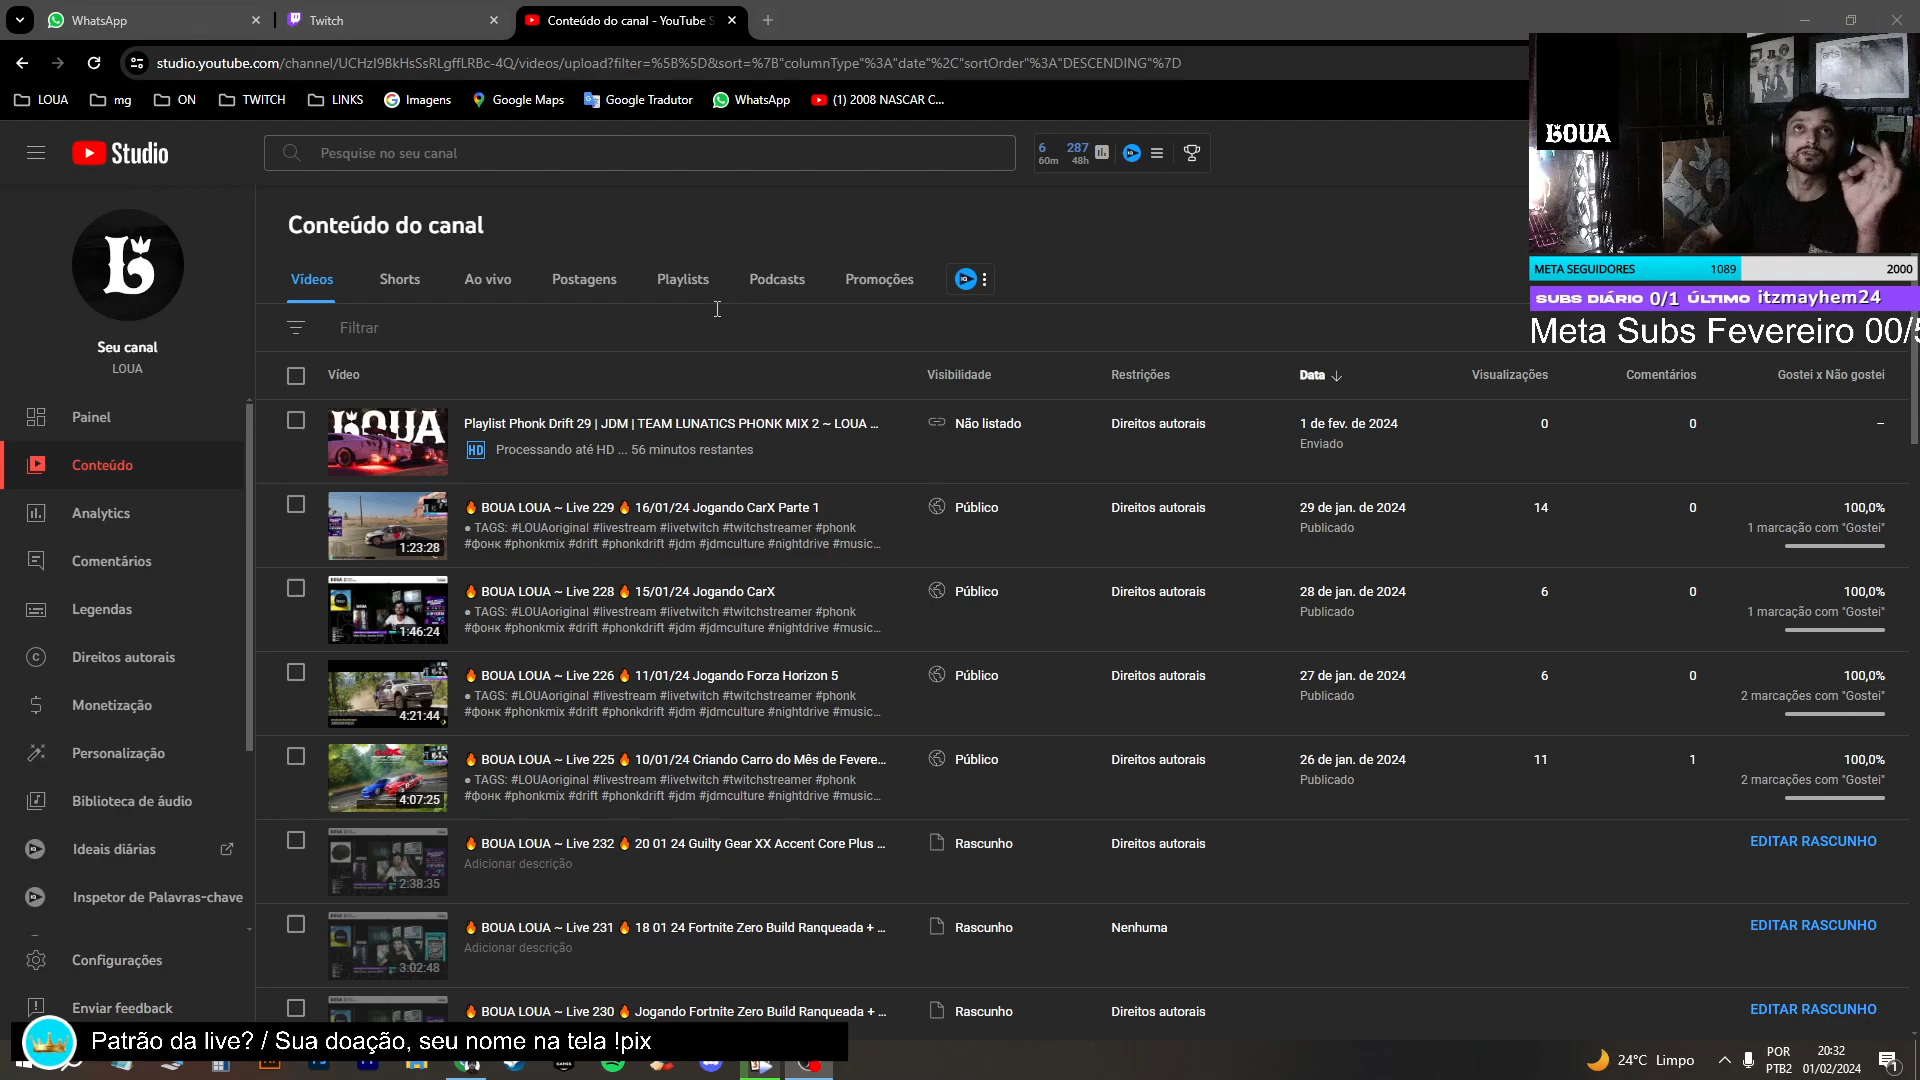 WhatsApp
Twitch
Conteúdo do canal - YouTube S
studio.youtube.com/channel/UCHzI9BkHsSsRLgffLRBc-4Q/videos/upload?filter=%5B%5D&sort=%7B"columnType"%3A"date"%2C"sortOrder"%3A"DESCENDING"%7D
LOUA mg ON TWITCH LINKS Imagens Google Maps Google Tradutor WhatsApp (1) 2008 NASCAR C...
Studio
Pesquise no seu canal
6 60m 287 48h
BOUA
META SEGUIDORES 1089 2000
SUBS DIÁRIO 0/1 ÚLTIMO itzmayhem24
Meta Subs Fevereiro 00/5
Seu canal
LOUA
Painel
Conteúdo
Analytics
Comentários
Legendas
Direitos autorais
Monetização
Personalização
Biblioteca de áudio
Ideais diárias
Inspetor de Palavras-chave
Configurações
Enviar feedback
Conteúdo do canal
Vídeos Shorts Ao vivo Postagens Playlists Podcasts Promoções
Filtrar
Vídeo Visibilidade Restrições Data Visualizações Comentários Gostei x Não gostei
BOUA
Playlist Phonk Drift 29 | JDM | TEAM LUNATICS PHONK MIX 2 ~ LOUA ... Não listado Direitos autorais 1 de fev. de 2024 0 0 –
HD Processando até HD ... 56 minutos restantes Enviado
🔥 BOUA LOUA ~ Live 229 🔥 16/01/24 Jogando CarX Parte 1 Público Direitos autorais 29 de jan. de 2024 14 0 100,0%
● TAGS: #LOUAoriginal #livestream #livetwitch #twitchstreamer #phonk Publicado 1 marcação com "Gostei"
1:23:28 #фонк #phonkmix #drift #phonkdrift #jdm #jdmculture #nightdrive #music...
🔥 BOUA LOUA ~ Live 228 🔥 15/01/24 Jogando CarX Público Direitos autorais 28 de jan. de 2024 6 0 100,0%
● TAGS: #LOUAoriginal #livestream #livetwitch #twitchstreamer #phonk Publicado 1 marcação com "Gostei"
1:46:24 #фонк #phonkmix #drift #phonkdrift #jdm #jdmculture #nightdrive #music...
🔥 BOUA LOUA ~ Live 226 🔥 11/01/24 Jogando Forza Horizon 5 Público Direitos autorais 27 de jan. de 2024 6 0 100,0%
● TAGS: #LOUAoriginal #livestream #livetwitch #twitchstreamer #phonk Publicado 2 marcações com "Gostei"
4:21:44 #фонк #phonkmix #drift #phonkdrift #jdm #jdmculture #nightdrive #music...
🔥 BOUA LOUA ~ Live 225 🔥 10/01/24 Criando Carro do Mês de Fevere... Público Direitos autorais 26 de jan. de 2024 11 1 100,0%
● TAGS: #LOUAoriginal #livestream #livetwitch #twitchstreamer #phonk Publicado 2 marcações com "Gostei"
4:07:25 #фонк #phonkmix #drift #phonkdrift #jdm #jdmculture #nightdrive #music...
🔥 BOUA LOUA ~ Live 232 🔥 20 01 24 Guilty Gear XX Accent Core Plus ... Rascunho Direitos autorais EDITAR RASCUNHO
Adicionar descrição
2:38:35
🔥 BOUA LOUA ~ Live 231 🔥 18 01 24 Fortnite Zero Build Ranqueada + ... Rascunho Nenhuma EDITAR RASCUNHO
Adicionar descrição
3:02:48
🔥 BOUA LOUA ~ Live 230 🔥 Jogando Fortnite Zero Build Ranqueada + ... Rascunho Direitos autorais EDITAR RASCUNHO
Patrão da live? / Sua doação, seu nome na tela !pix
24°C Limpo
POR
PTB2
20:32
01/02/2024
1